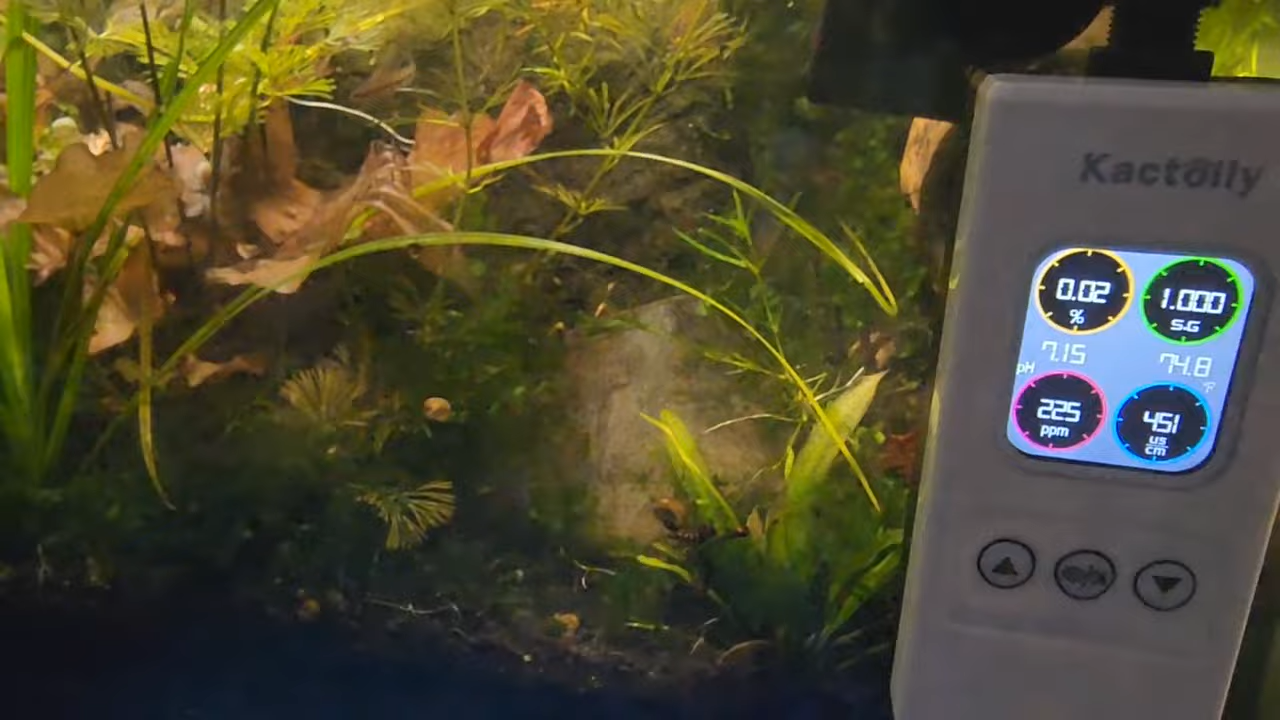 Kactoily
0.02
%
1.000
S.G
pH 7.15
74.8 °F
225
ppm
451
us
cm